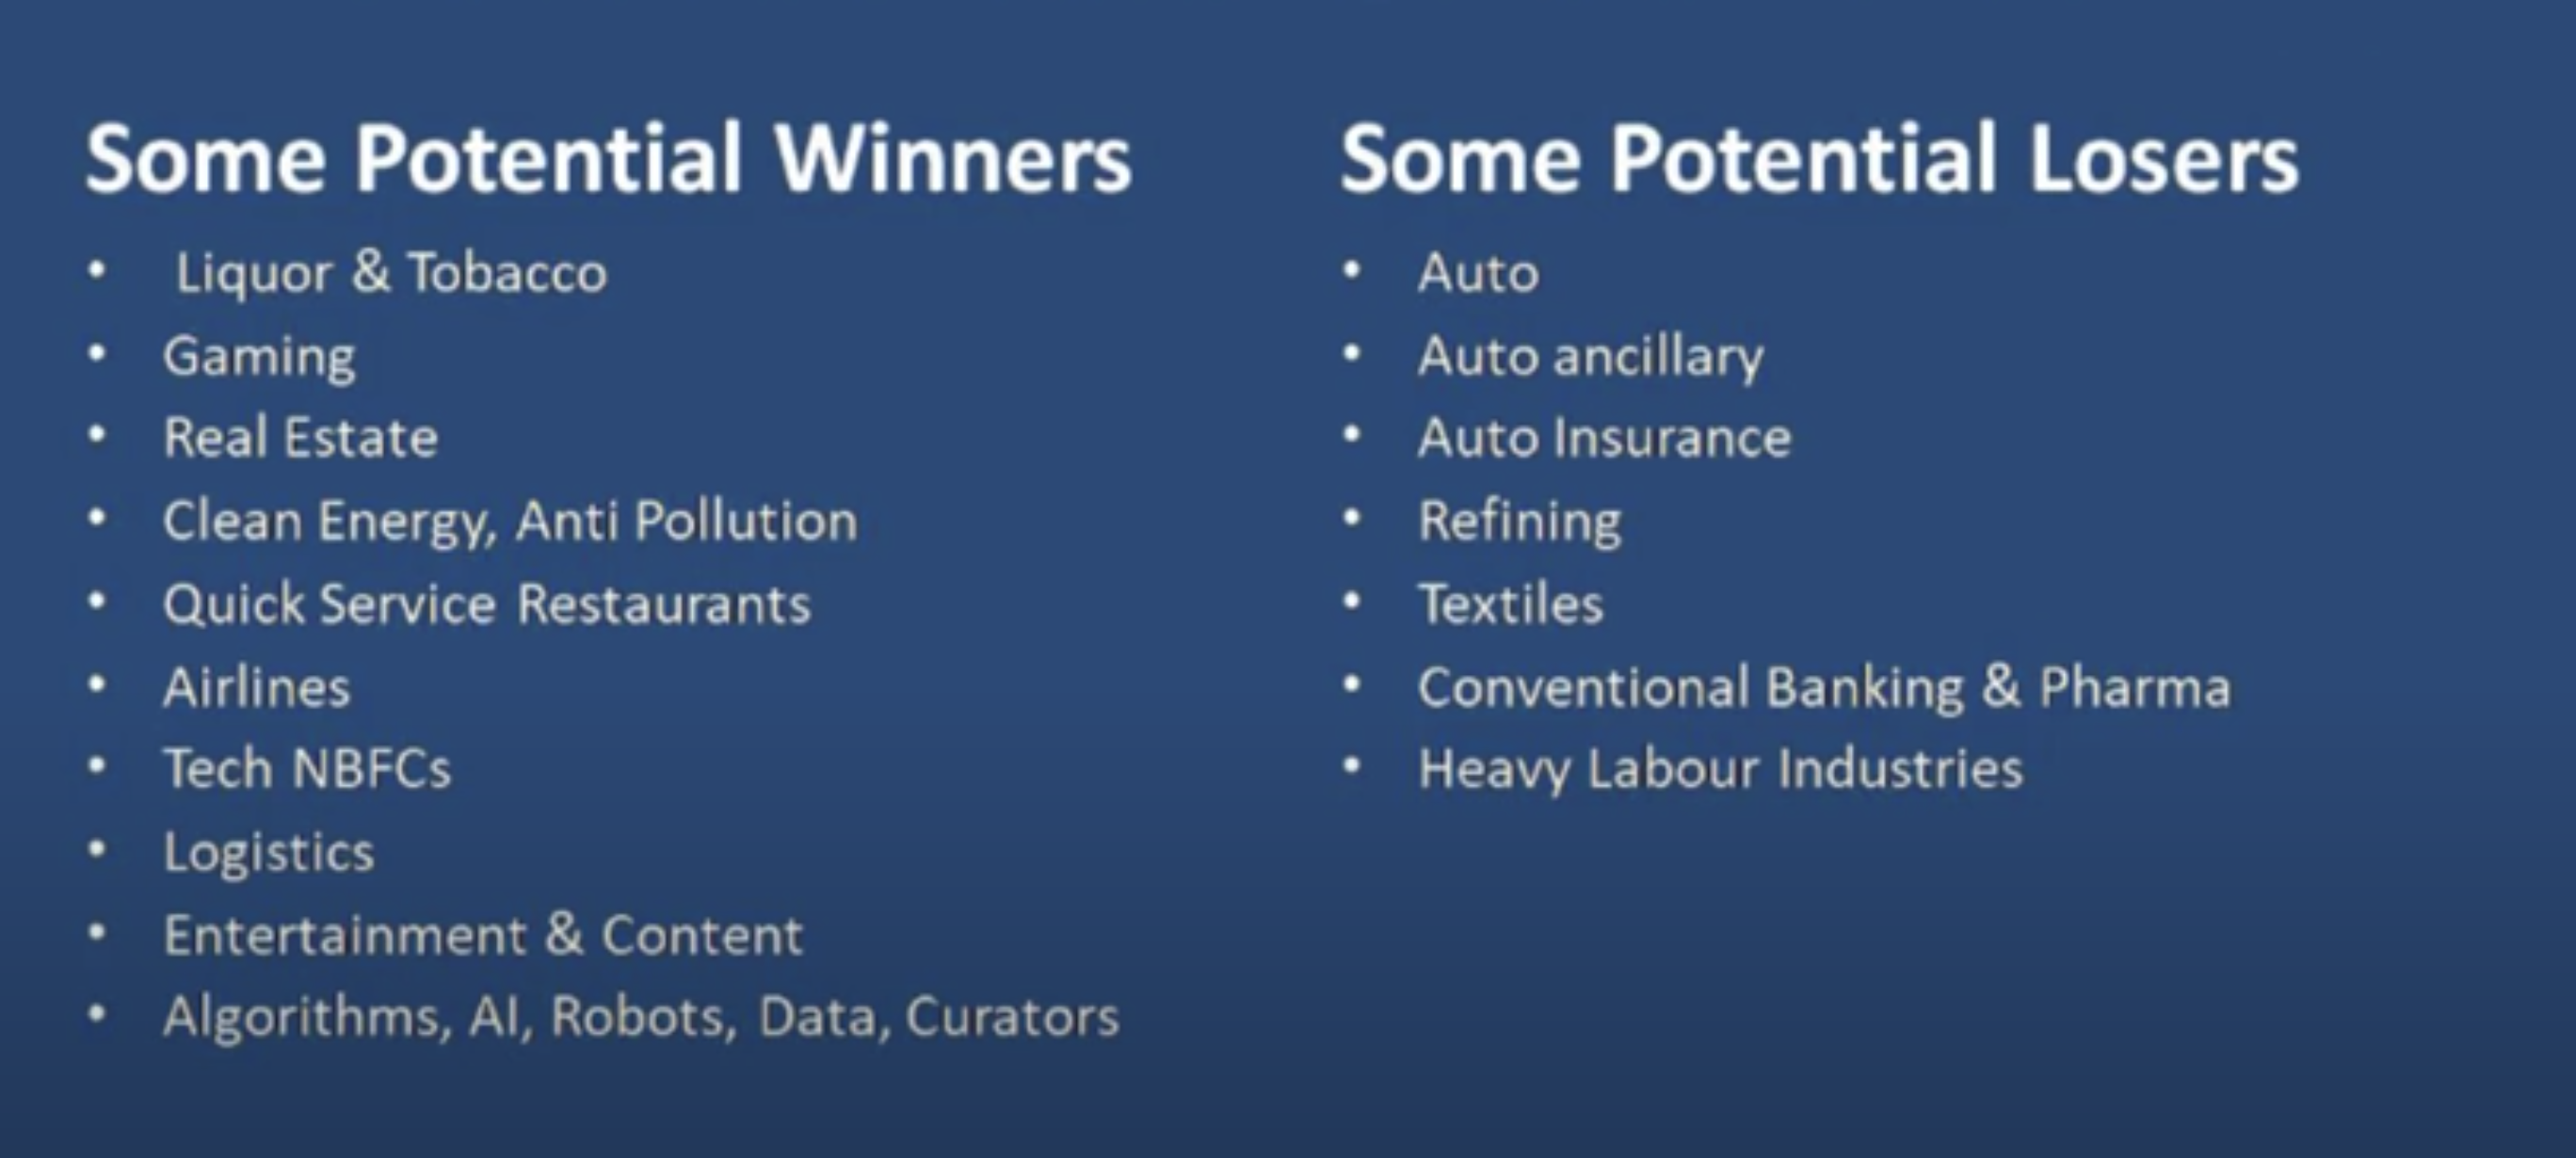 Some Potential Winners
• Liquor & Tobacco
• Gaming
• Real Estate
• Clean Energy, Anti Pollution
• Quick Service Restaurants
• Airlines
• Tech NBFCs
• Logistics
• Entertainment & Content
• Algorithms, AI, Robots, Data, Curators
Some Potential Losers
• Auto
• Auto ancillary
• Auto Insurance
• Refining
• Textiles
• Conventional Banking & Pharma
• Heavy Labour Industries